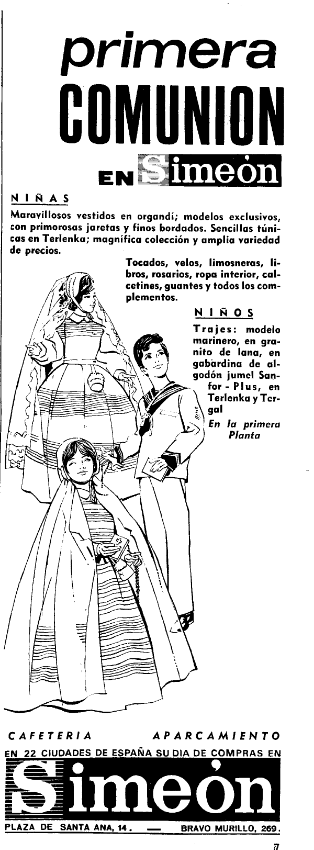 primera
COMUNION
EN Simeón
NIÑAS
Maravillosos vestidos en organdí; modelos exclusivos,
con primorosas jaretas y finos bordados. Sencillas túni-
cas en Terlenka; magnífica colección y amplia variedad
de precios.
Tocados, velos, limosneras, li-
bros, rosarios, ropa interior, cal-
cetines, guantes y todos los com-
plementos.
NIÑOS
Trajes: modelo
marinero, en gra-
nito de lana, en
gabardina de al-
godón jumel San-
for - Plus, en
Terlenka y Ter-
gal
En la primera
Planta
CAFETERIA APARCAMIENTO
EN 22 CIUDADES DE ESPAÑA SU DIA DE COMPRAS EN
Simeón
PLAZA DE SANTA ANA, 14. — BRAVO MURILLO, 269.
7